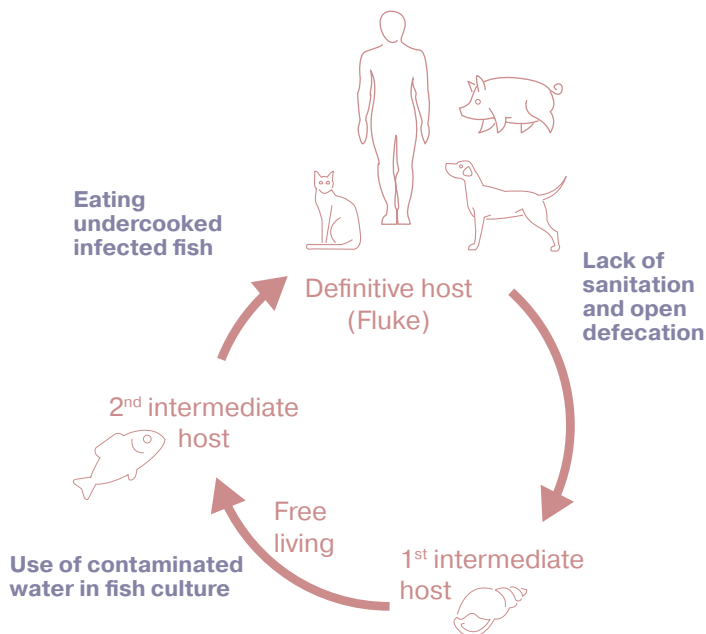 Eating
undercooked
infected fish
Definitive host
(Fluke)
Lack of
sanitation
and open
defecation
2nd intermediate
host
Free
living
1st intermediate
host
Use of contaminated
water in fish culture